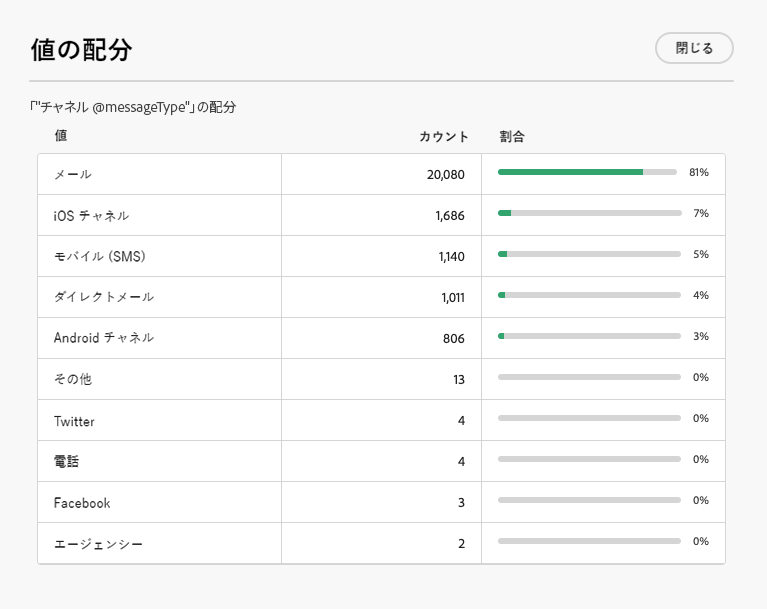 値の配分
閉じる
「"チャネル @messageType"」の配分
値 カウント 割合
メール 20,080 81%
iOS チャネル 1,686 7%
モバイル (SMS) 1,140 5%
ダイレクトメール 1,011 4%
Android チャネル 806 3%
その他 13 0%
Twitter 4 0%
電話 4 0%
Facebook 3 0%
エージェンシー 2 0%